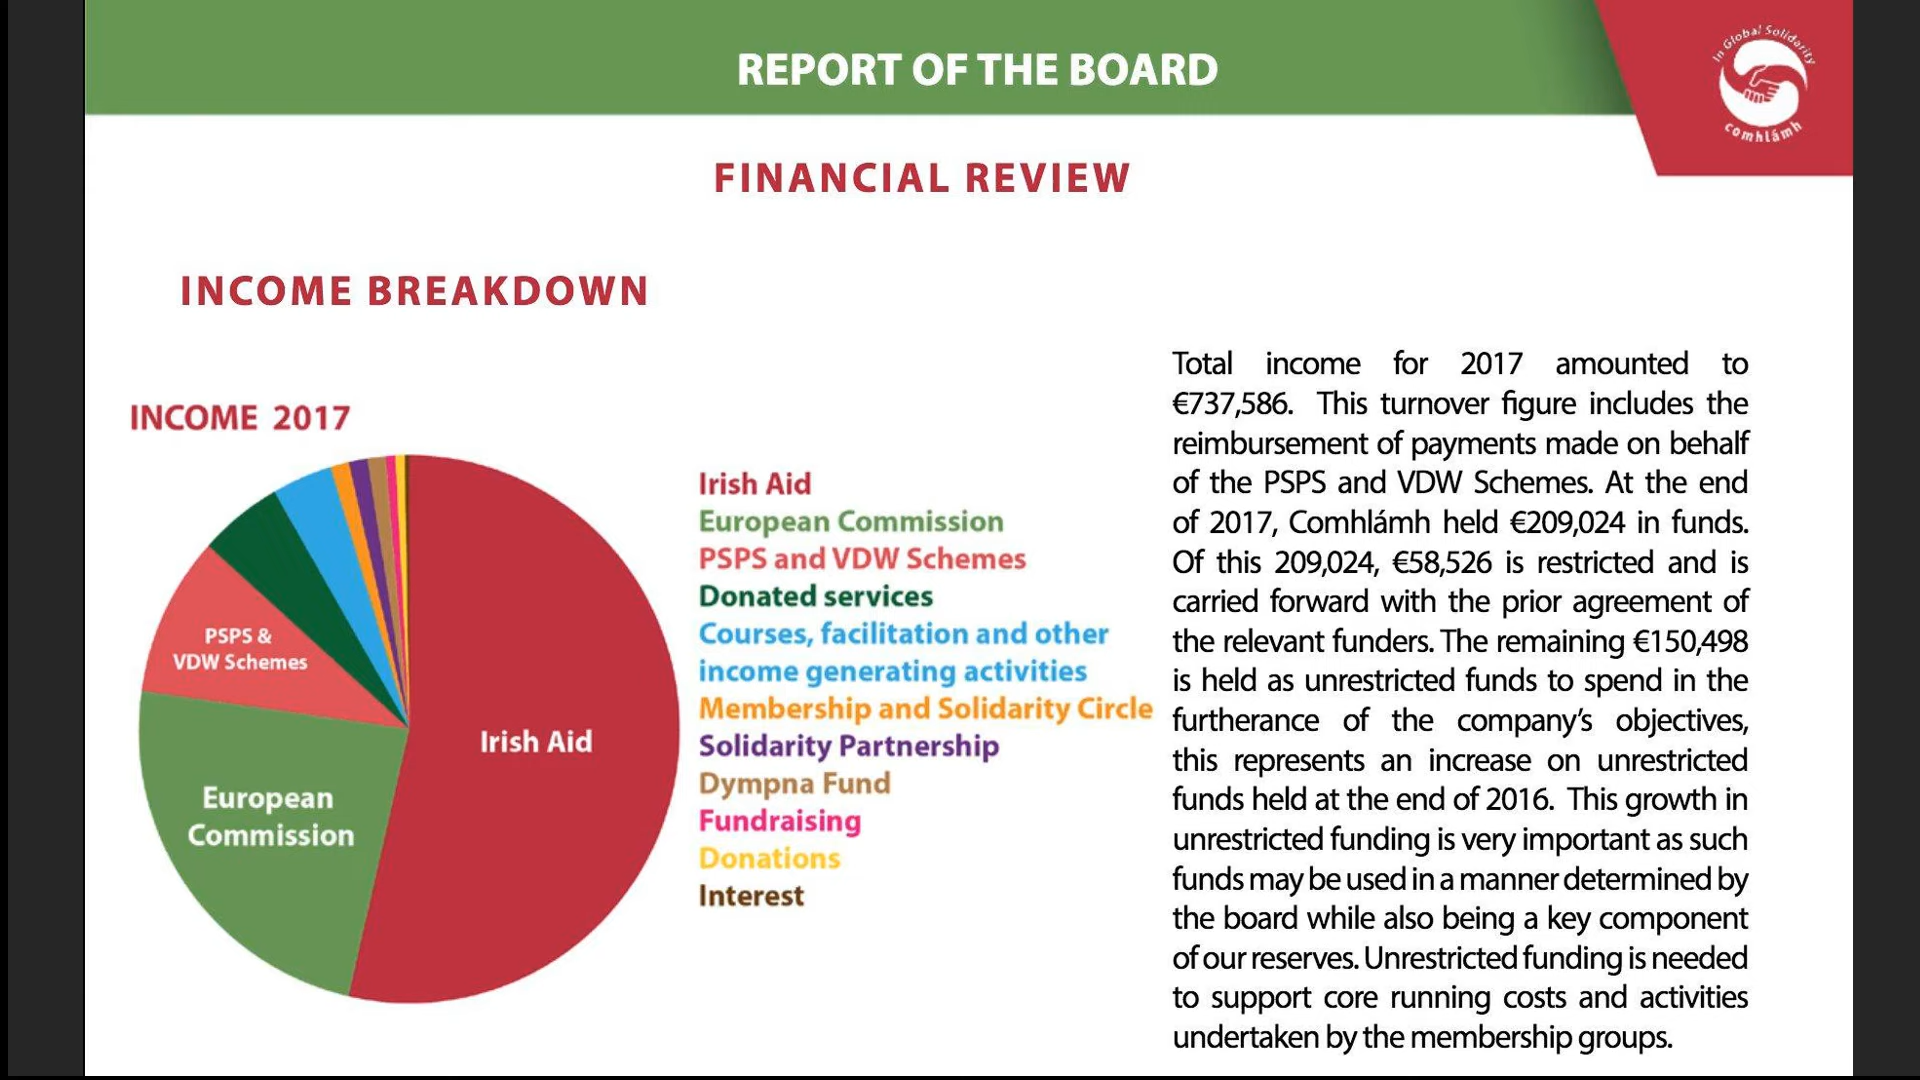 REPORT OF THE BOARD
In Global Solidarity
comhlámh
FINANCIAL REVIEW
INCOME BREAKDOWN
INCOME 2017
Irish Aid
European
Commission
PSPS &
VDW Schemes
Irish Aid
European Commission
PSPS and VDW Schemes
Donated services
Courses, facilitation and other
income generating activities
Membership and Solidarity Circle
Solidarity Partnership
Dympna Fund
Fundraising
Donations
Interest
Total income for 2017 amounted to
€737,586. This turnover figure includes the
reimbursement of payments made on behalf
of the PSPS and VDW Schemes. At the end
of 2017, Comhlámh held €209,024 in funds.
Of this 209,024, €58,526 is restricted and is
carried forward with the prior agreement of
the relevant funders. The remaining €150,498
is held as unrestricted funds to spend in the
furtherance of the company’s objectives,
this represents an increase on unrestricted
funds held at the end of 2016. This growth in
unrestricted funding is very important as such
funds may be used in a manner determined by
the board while also being a key component
of our reserves. Unrestricted funding is needed
to support core running costs and activities
undertaken by the membership groups.